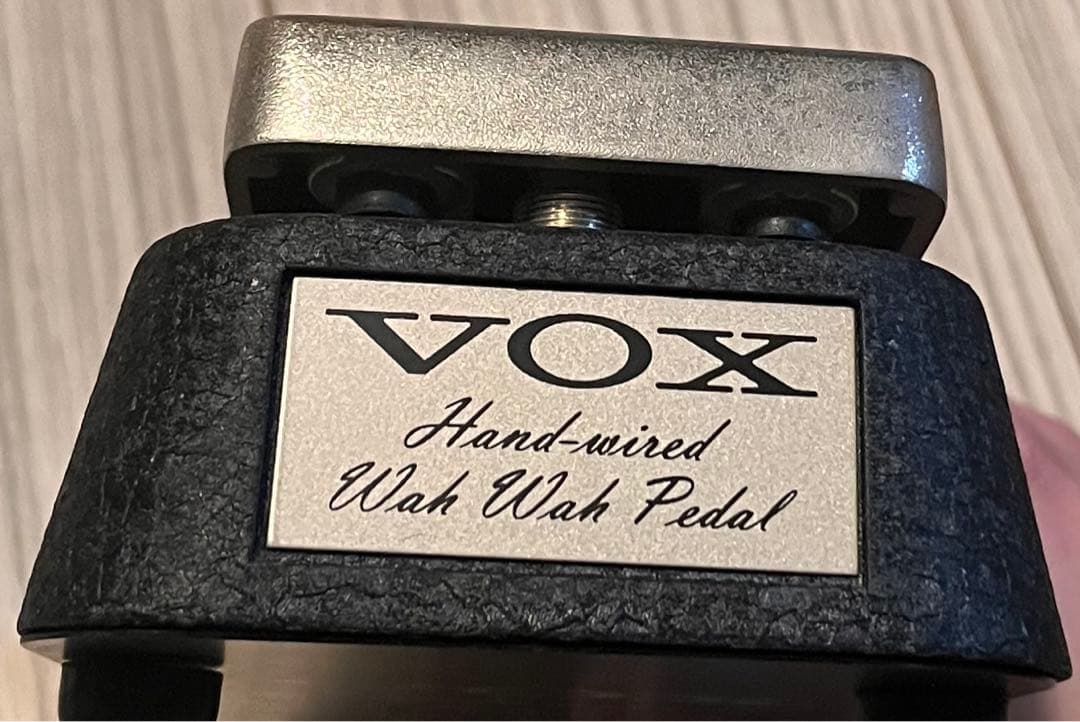 VOX
Hand-wired
Wah Wah Pedal